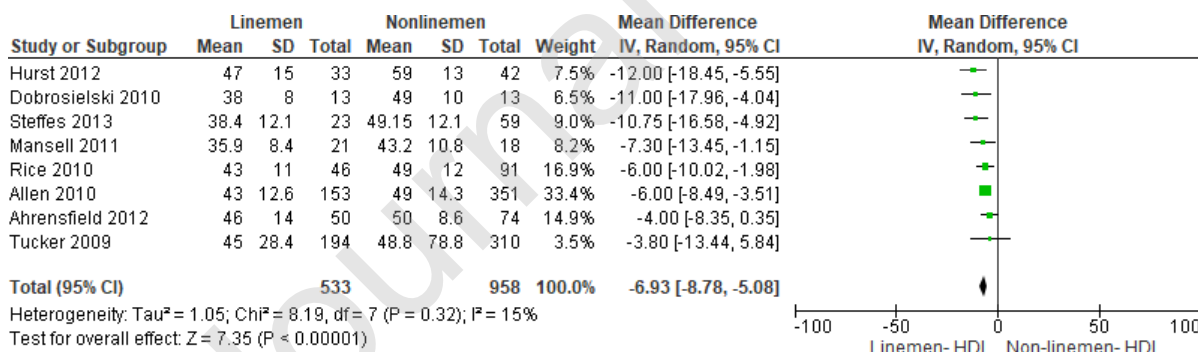 Linemen Nonlinemen Mean Difference Mean Difference
Study or Subgroup Mean SD Total Mean SD Total Weight IV, Random, 95% CI IV, Random, 95% CI
Hurst 2012 47 15 33 59 13 42 7.5% -12.00 [-18.45, -5.55]
Dobrosielski 2010 38 8 13 49 10 13 6.5% -11.00 [-17.96, -4.04]
Steffes 2013 38.4 12.1 23 49.15 12.1 59 9.0% -10.75 [-16.58, -4.92]
Mansell 2011 35.9 8.4 21 43.2 10.8 18 8.2% -7.30 [-13.45, -1.15]
Rice 2010 43 11 46 49 12 91 16.9% -6.00 [-10.02, -1.98]
Allen 2010 43 12.6 153 49 14.3 351 33.4% -6.00 [-8.49, -3.51]
Ahrensfield 2012 46 14 50 50 8.6 74 14.9% -4.00 [-8.35, 0.35]
Tucker 2009 45 28.4 194 48.8 78.8 310 3.5% -3.80 [-13.44, 5.84]
Total (95% CI) 533 958 100.0% -6.93 [-8.78, -5.08]
Heterogeneity: Tau² = 1.05; Chi² = 8.19, df = 7 (P = 0.32); I² = 15%
Test for overall effect: Z = 7.35 (P < 0.00001)
-100 -50 0 50 100
Linemen- HDL Non-linemen- HDL
Journal